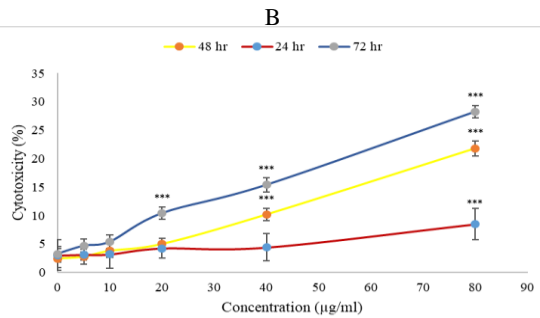 B
48 hr 24 hr 72 hr
35
30
25
20
15
10
5
0
Cytotoxicity (%)
***
***
***
***
***
***
0 10 20 30 40 50 60 70 80 90
Concentration (µg/ml)